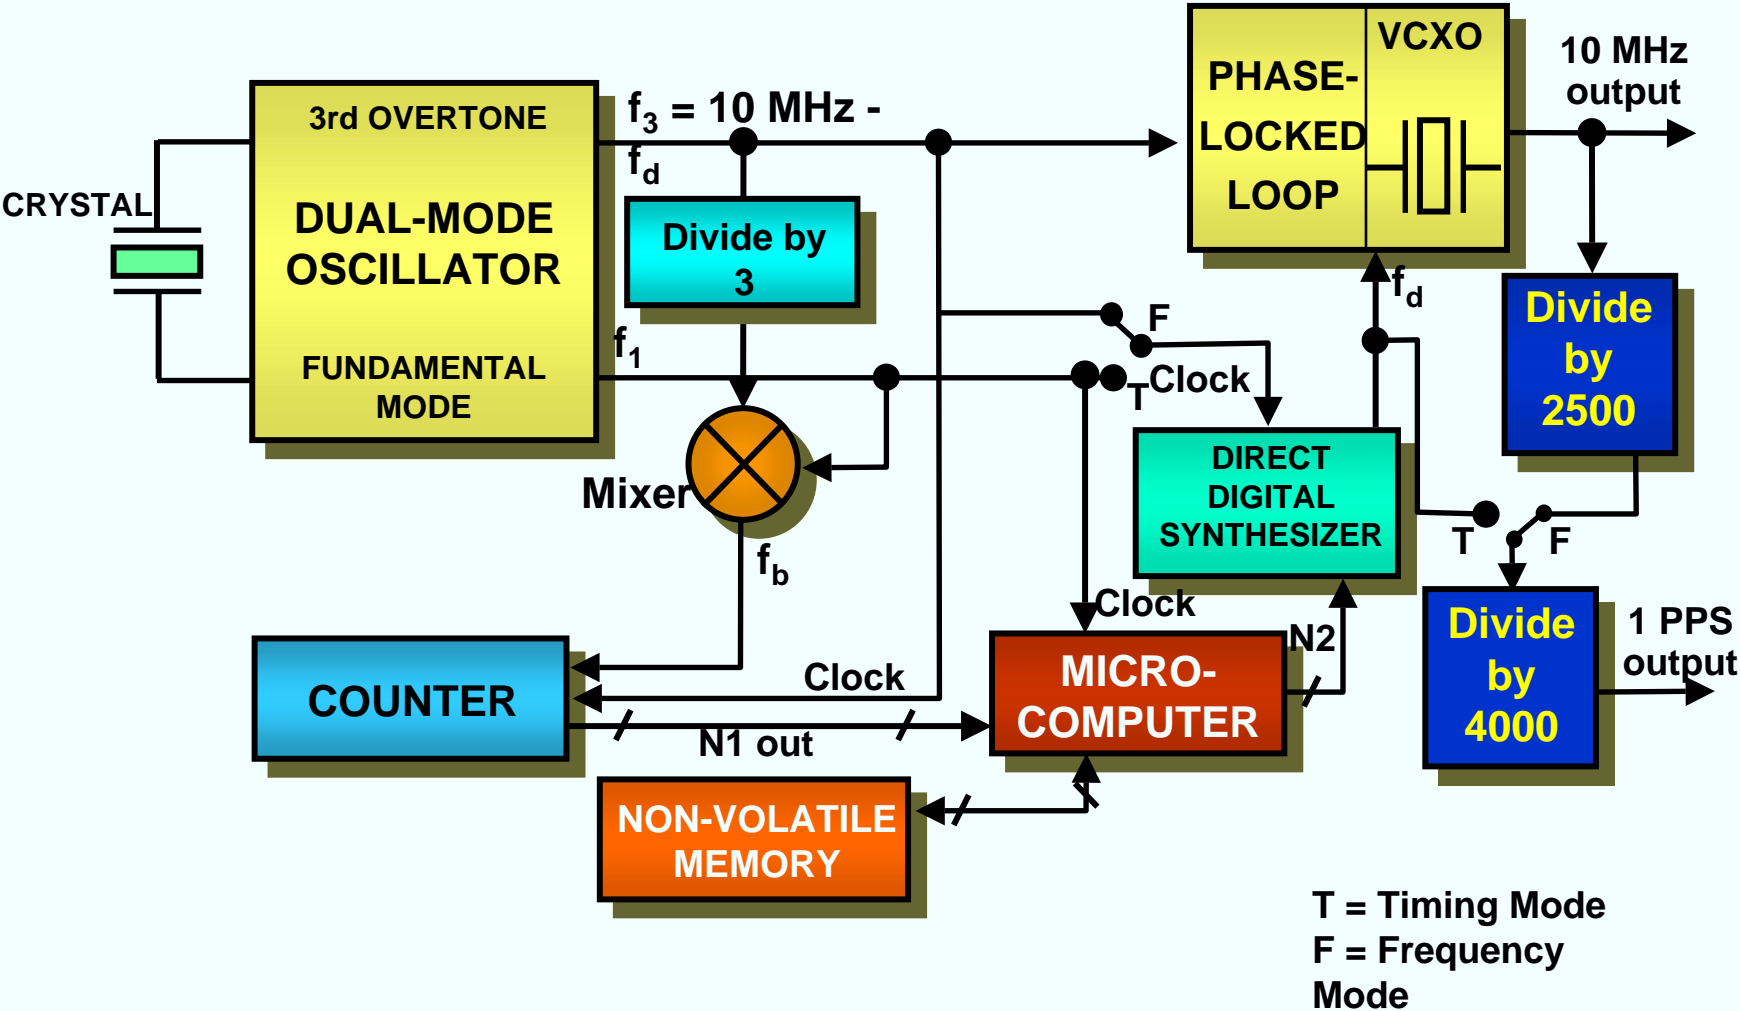 CRYSTAL
3rd OVERTONE
DUAL-MODE
OSCILLATOR
FUNDAMENTAL
MODE
f3 = 10 MHz -
fd
Divide by
3
f1
Mixer
fb
PHASE-
LOCKED
LOOP
VCXO
10 MHz
output
fd
F
T
Clock
Divide
by
2500
DIRECT
DIGITAL
SYNTHESIZER
T
F
Clock
N2
Divide
by
4000
1 PPS
output
COUNTER
Clock
N1 out
MICRO-
COMPUTER
NON-VOLATILE
MEMORY
T = Timing Mode
F = Frequency
Mode